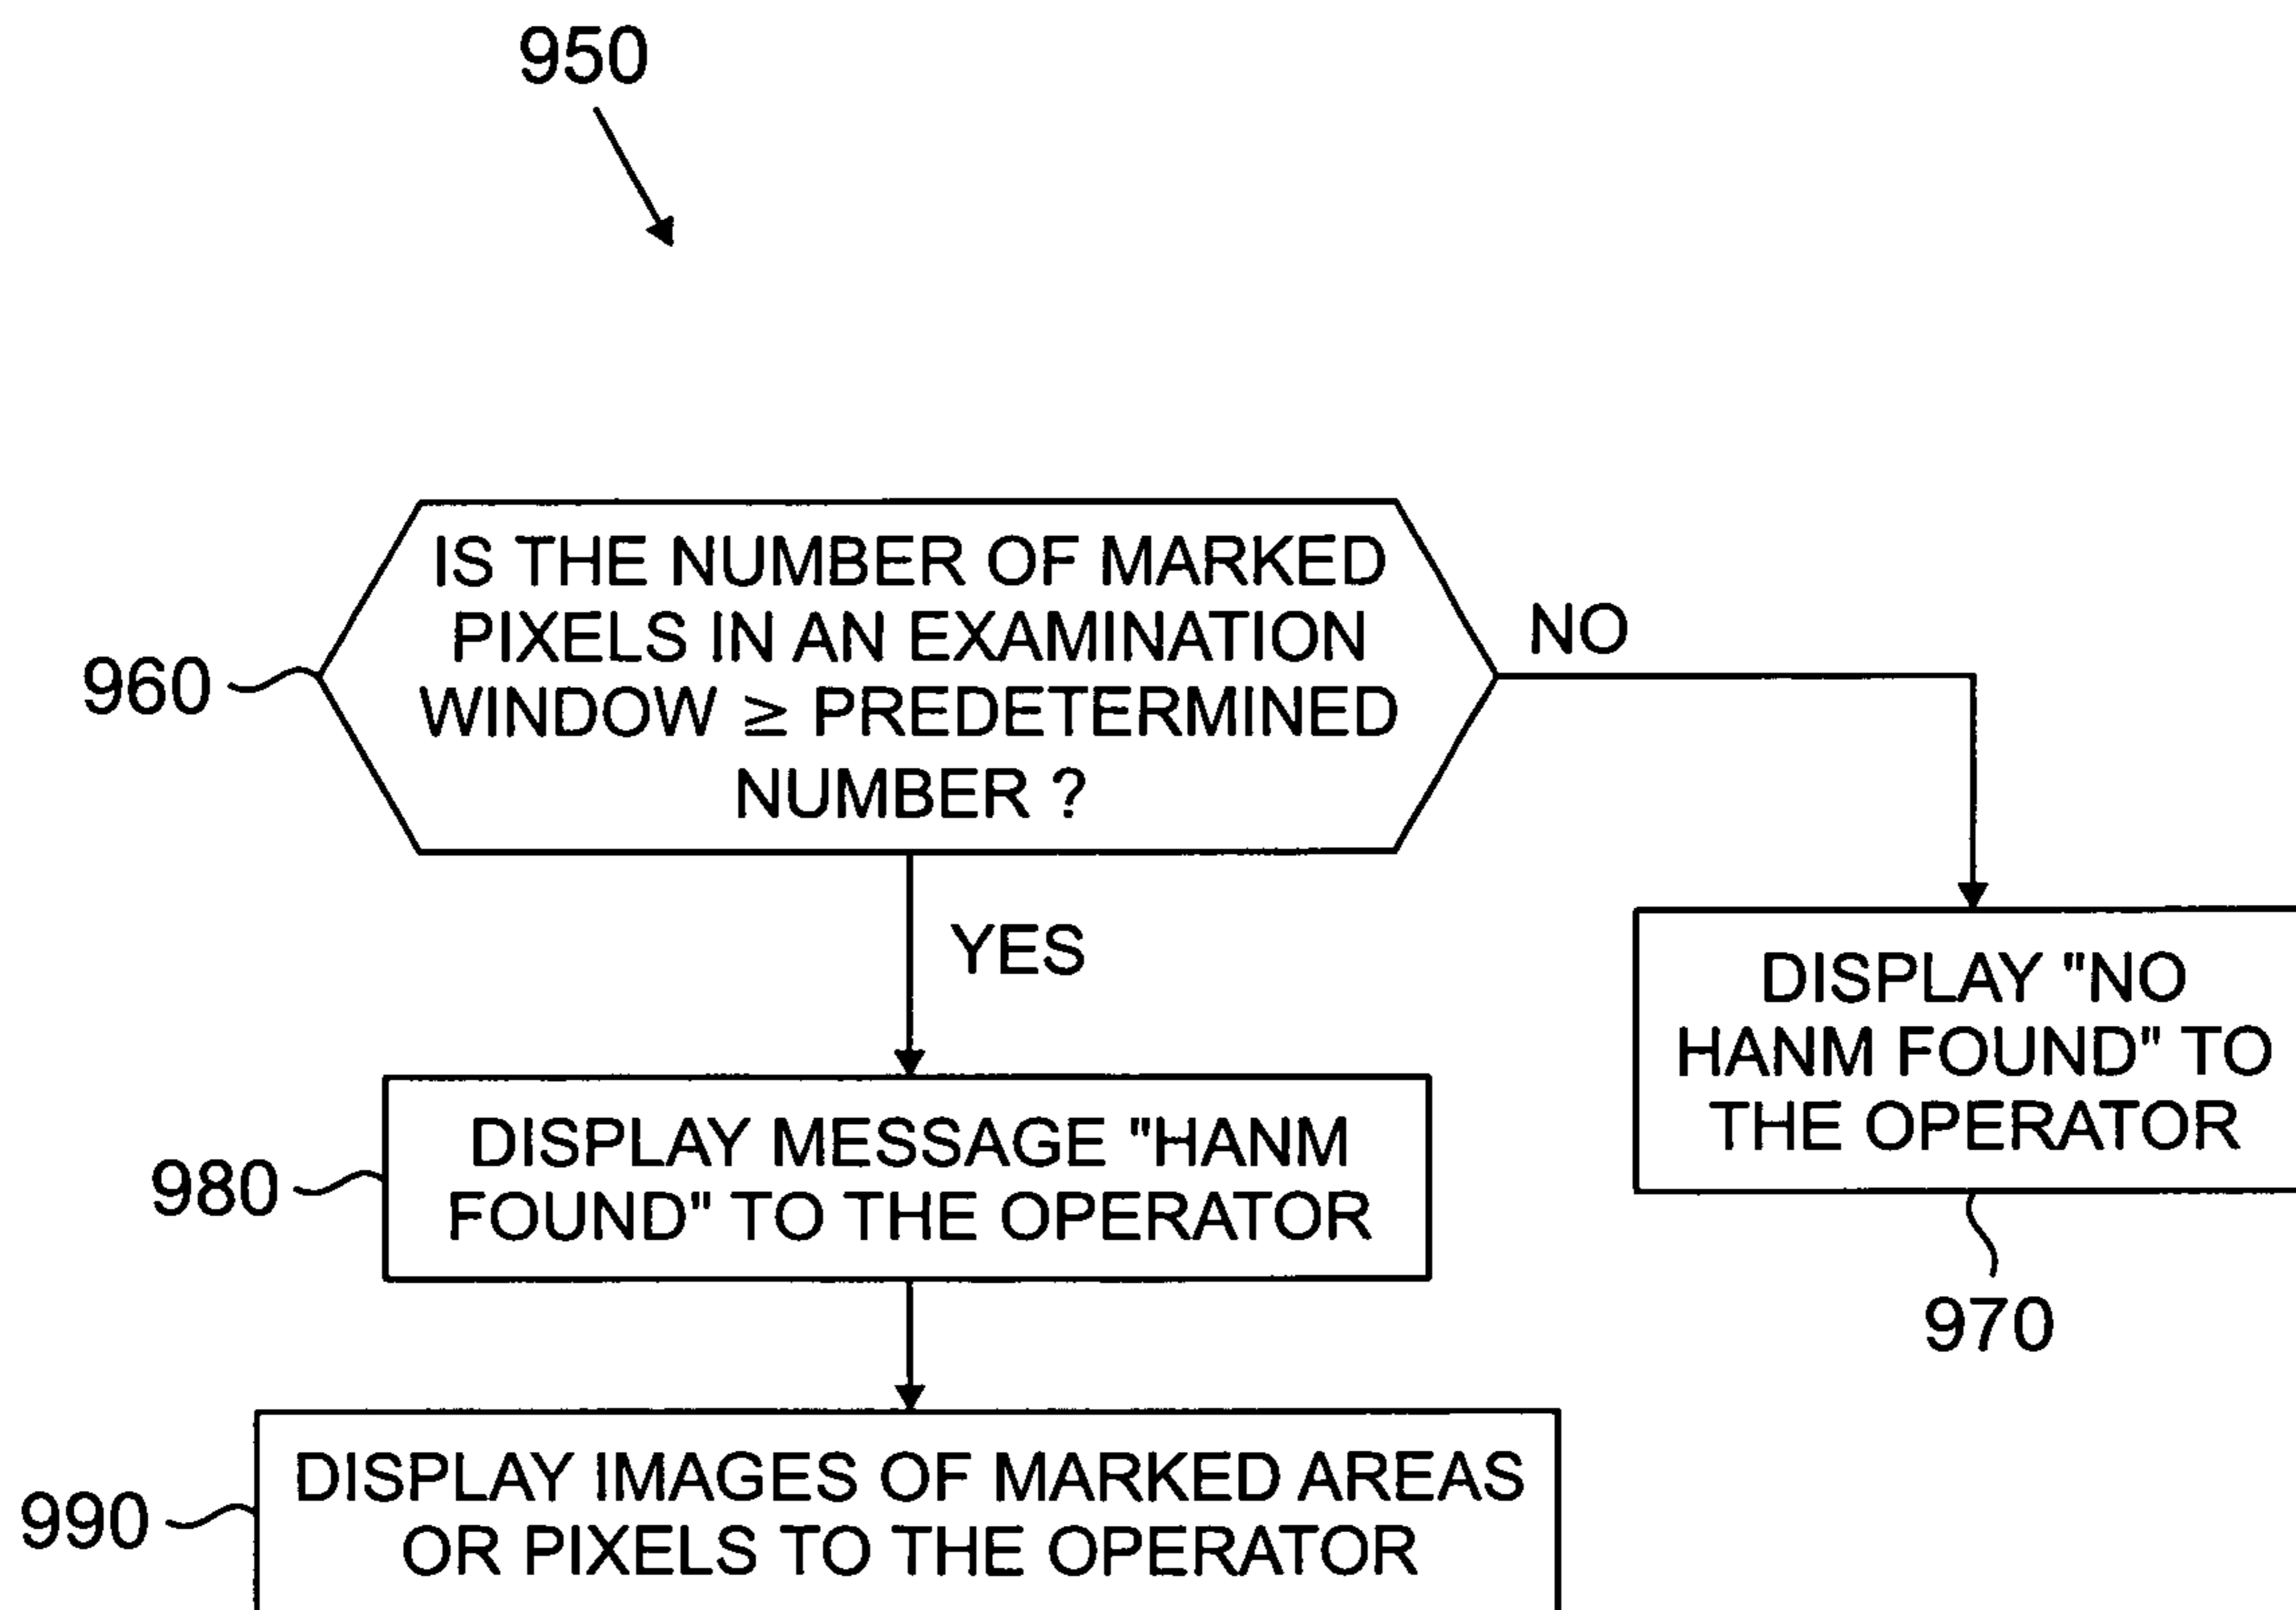 950
IS THE NUMBER OF MARKED
PIXELS IN AN EXAMINATION
WINDOW ≧ PREDETERMINED
NUMBER ?
960
NO
YES
DISPLAY "NO
HANM FOUND" TO
THE OPERATOR
970
DISPLAY MESSAGE "HANM
FOUND" TO THE OPERATOR
980
DISPLAY IMAGES OF MARKED AREAS
OR PIXELS TO THE OPERATOR
990